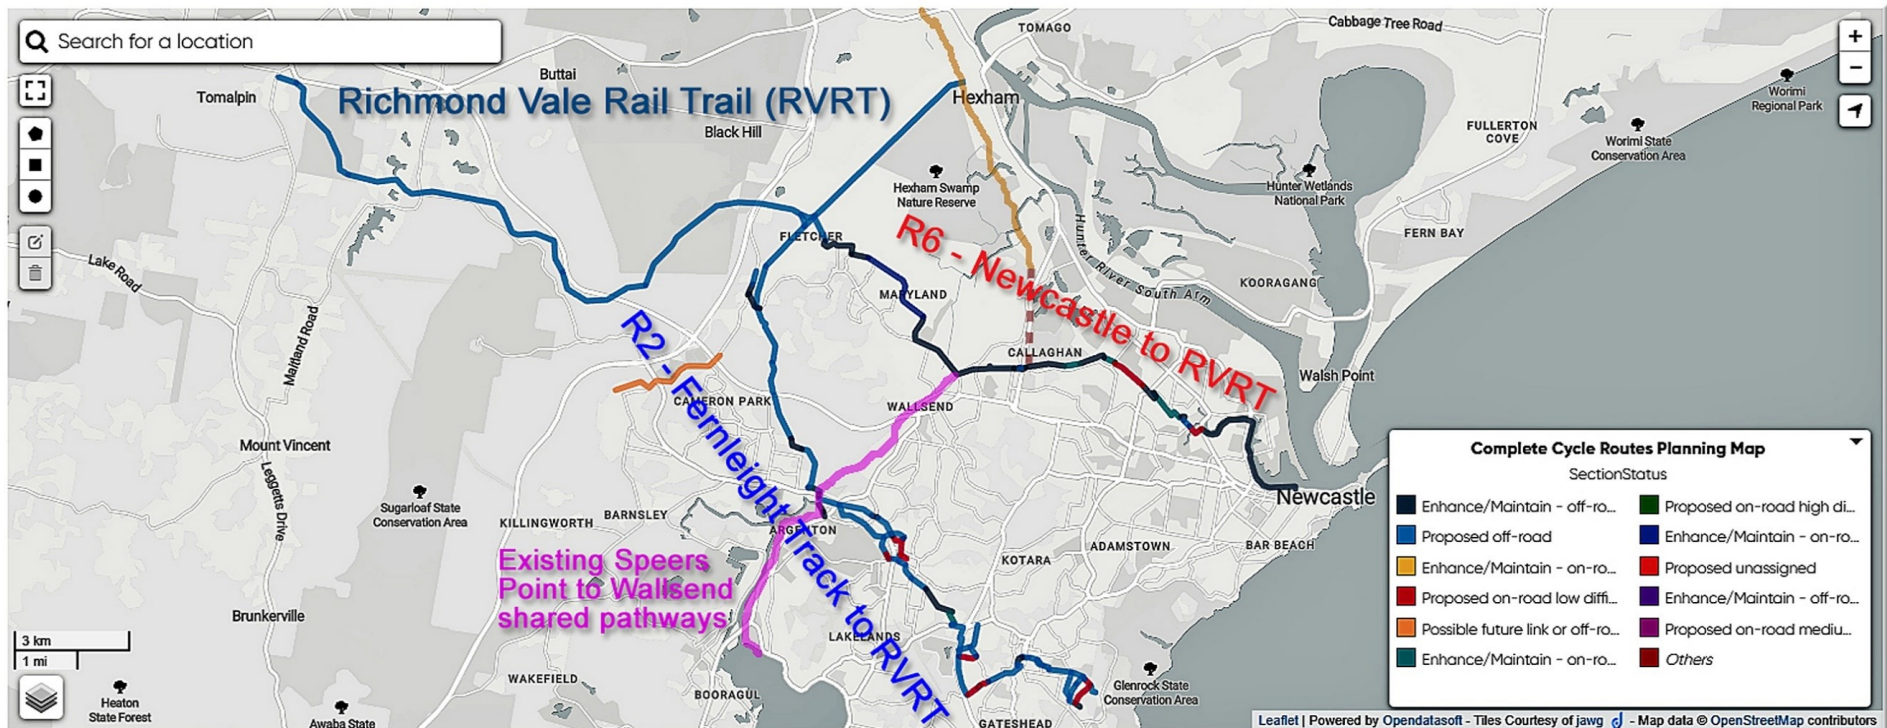 Search for a location
TOMAGO
Cabbage Tree Road
Buttai
Tomalpin
Richmond Vale Rail Trail (RVRT)
Hexham
Worimi
Regional Park
Black Hill
FULLERTON
COVE
Worimi State
Conservation Area
Hexham Swamp
Nature Reserve
Hunter Wetlands
National Park
FLETCHER
R6 - Newcastle to RVRT
FERN BAY
Lake Road
Hunter River South Arm
KOORAGANG
MARYLAND
Maitland Road
R2 - Fernleigh Track to RVRT
CALLAGHAN
Walsh Point
CAMERON PARK
WALLSEND
Mount Vincent
Leggetts Drive
Sugarloaf State
Conservation Area
Newcastle
BARNSLEY
KILLINGWORTH
ARGENTON
BAR BEACH
ADAMSTOWN
KOTARA
Existing Speers
Point to Wallsend
shared pathways
Brunkerville
LAKELANDS
WAKEFIELD
BOORAGUL
Glenrock State
Conservation Area
GATESHEAD
Heaton
State Forest
Awaba State
3 km
1 mi
+
−
Complete Cycle Routes Planning Map
SectionStatus
Enhance/Maintain - off-ro...
Proposed off-road
Enhance/Maintain - on-ro...
Proposed on-road low diffi...
Possible future link or off-ro...
Enhance/Maintain - on-ro...
Proposed on-road high di...
Enhance/Maintain - on-ro...
Proposed unassigned
Enhance/Maintain - off-ro...
Proposed on-road mediu...
Others
Leaflet | Powered by Opendatasoft - Tiles Courtesy of jawg - Map data © OpenStreetMap contributors